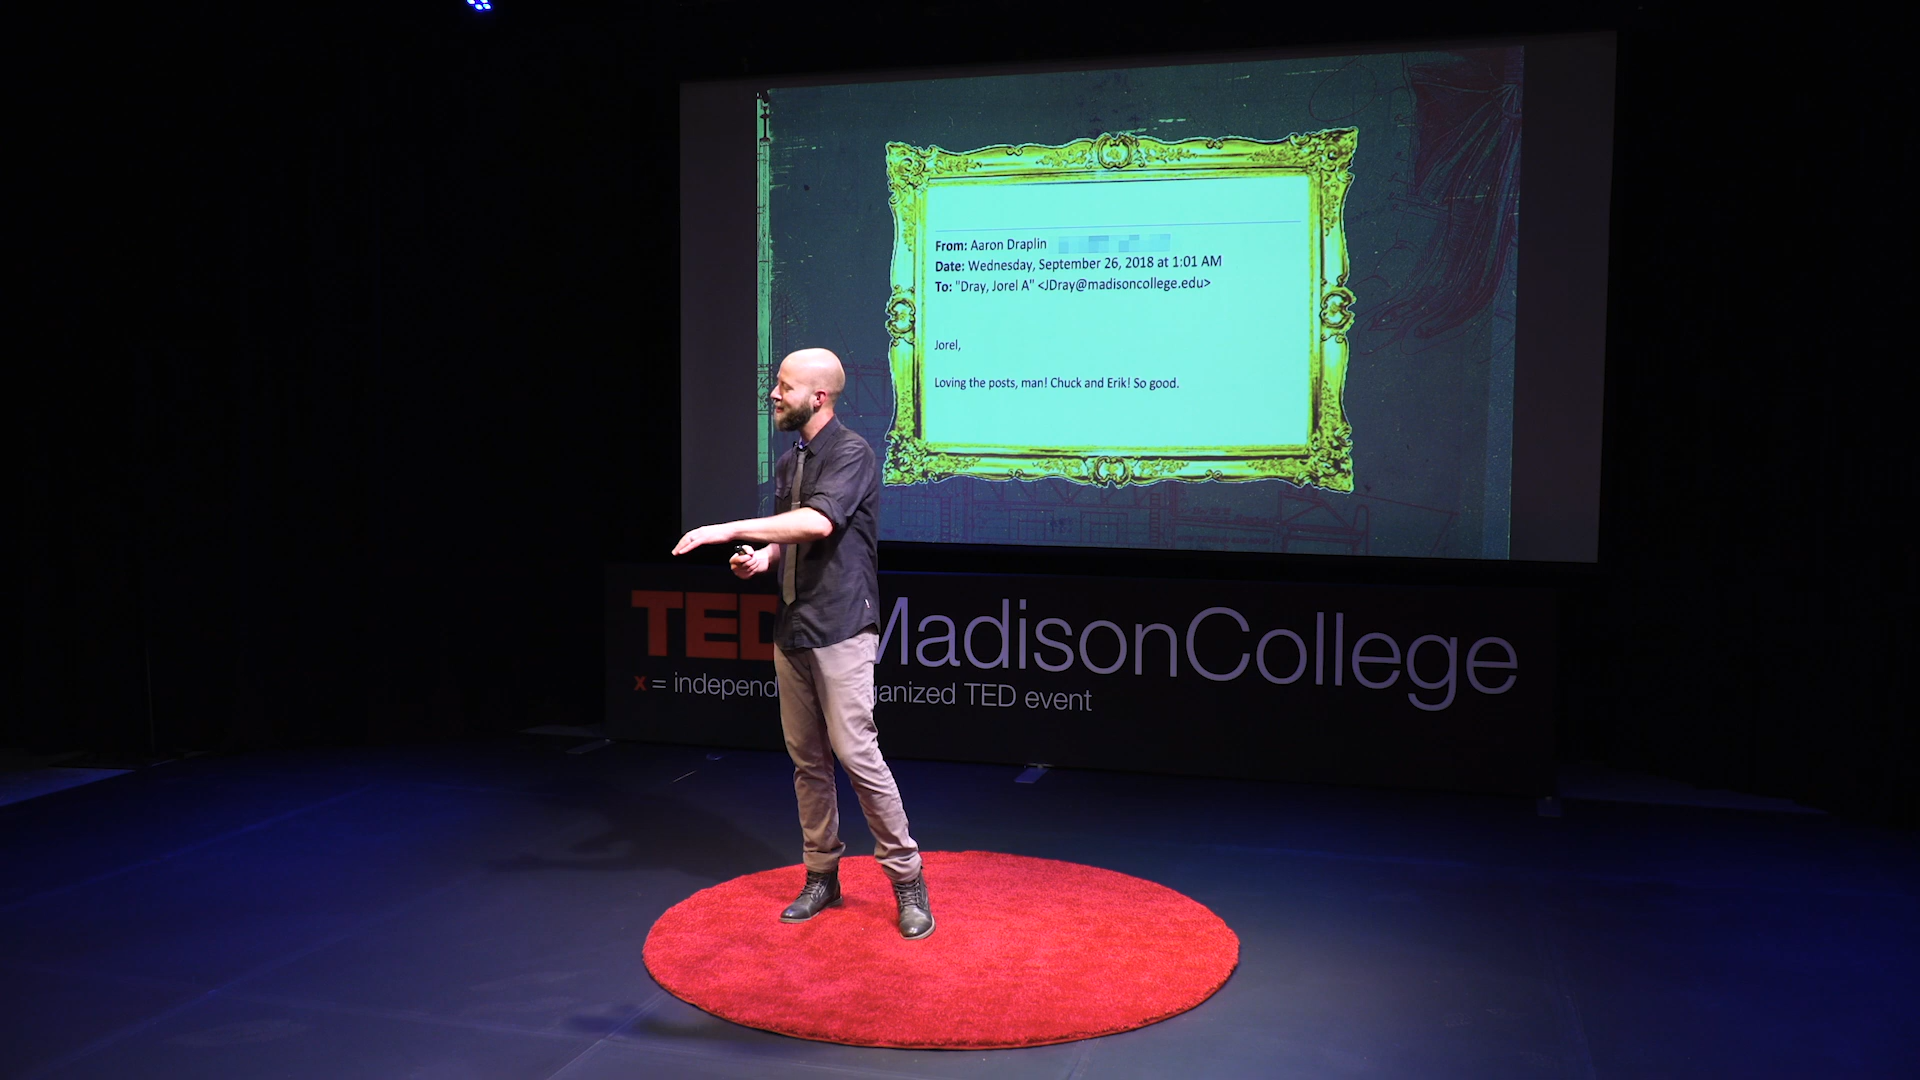 From: Aaron Draplin
Date: Wednesday, September 26, 2018 at 1:01 AM
To: "Dray, Jorel A" <JDray@madisoncollege.edu>
Jorel,
Loving the posts, man! Chuck and Erik! So good.
TED MadisonCollege
x = independ ganized TED event